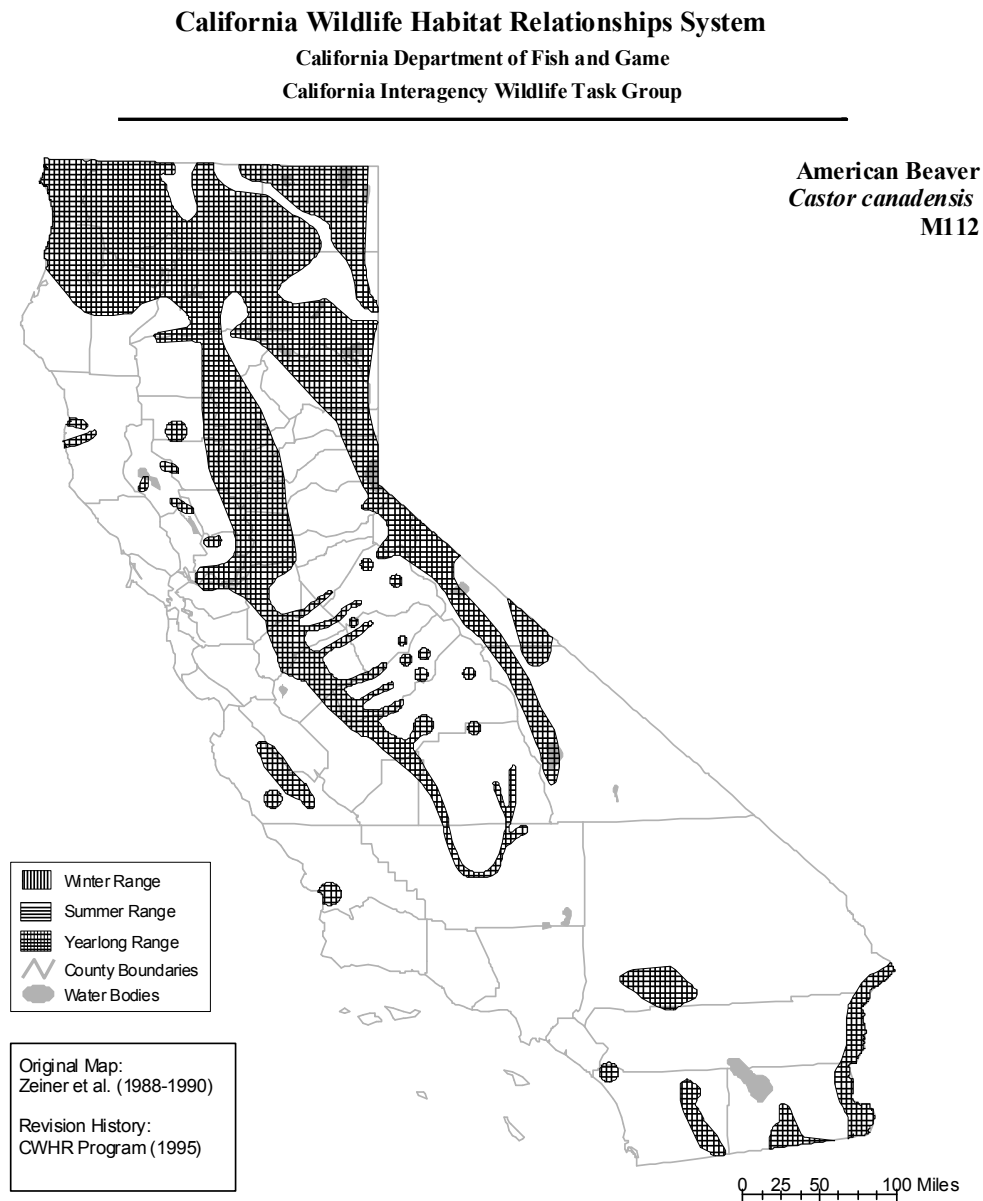 California Wildlife Habitat Relationships System
California Department of Fish and Game
California Interagency Wildlife Task Group
American Beaver
Castor canadensis
M112
Winter Range
Summer Range
Yearlong Range
County Boundaries
Water Bodies
Original Map:
Zeiner et al. (1988-1990)
Revision History:
CWHR Program (1995)
0 25 50 100 Miles